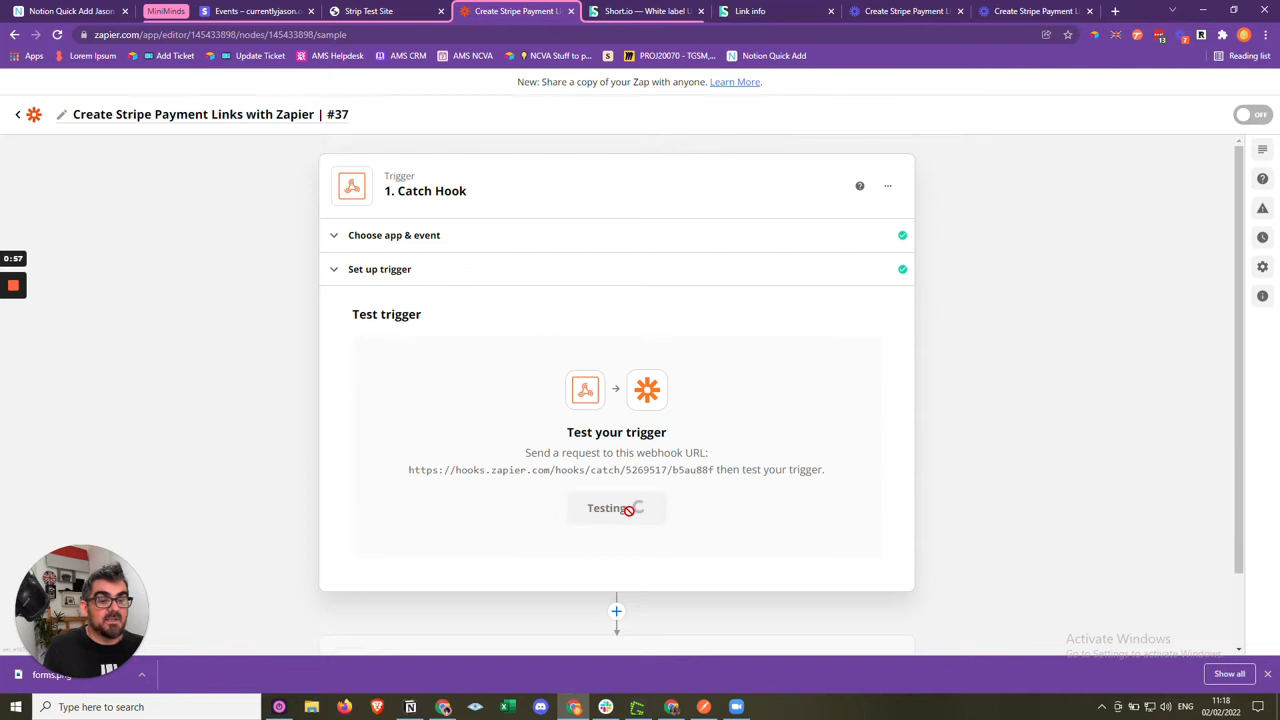 Notion Quick Add Jason
MiniMinds
Events – currentlyjason.c
Strip Test Site
Create Stripe Payment L
Short.io — White label U
Link info
Create Stripe Payment Li
Create Stripe Payment L
zapier.com/app/editor/145433898/nodes/145433898/sample
Apps
Lorem Ipsum
Add Ticket
Update Ticket
AMS Helpdesk
AMS CRM
AMS NCVA
NCVA Stuff to p...
PROJ20070 - TGSM,...
Notion Quick Add
Reading list
New: Share a copy of your Zap with anyone. Learn More.
Create Stripe Payment Links with Zapier | #37
OFF
Trigger
1. Catch Hook
Choose app & event
0:57
Set up trigger
Test trigger
Test your trigger
Send a request to this webhook URL:
https://hooks.zapier.com/hooks/catch/5269517/b5au88f then test your trigger.
Testing
Activate Windows
Go to Settings to activate Windows.
forms.png
Show all
Type here to search
11:18
02/02/2022